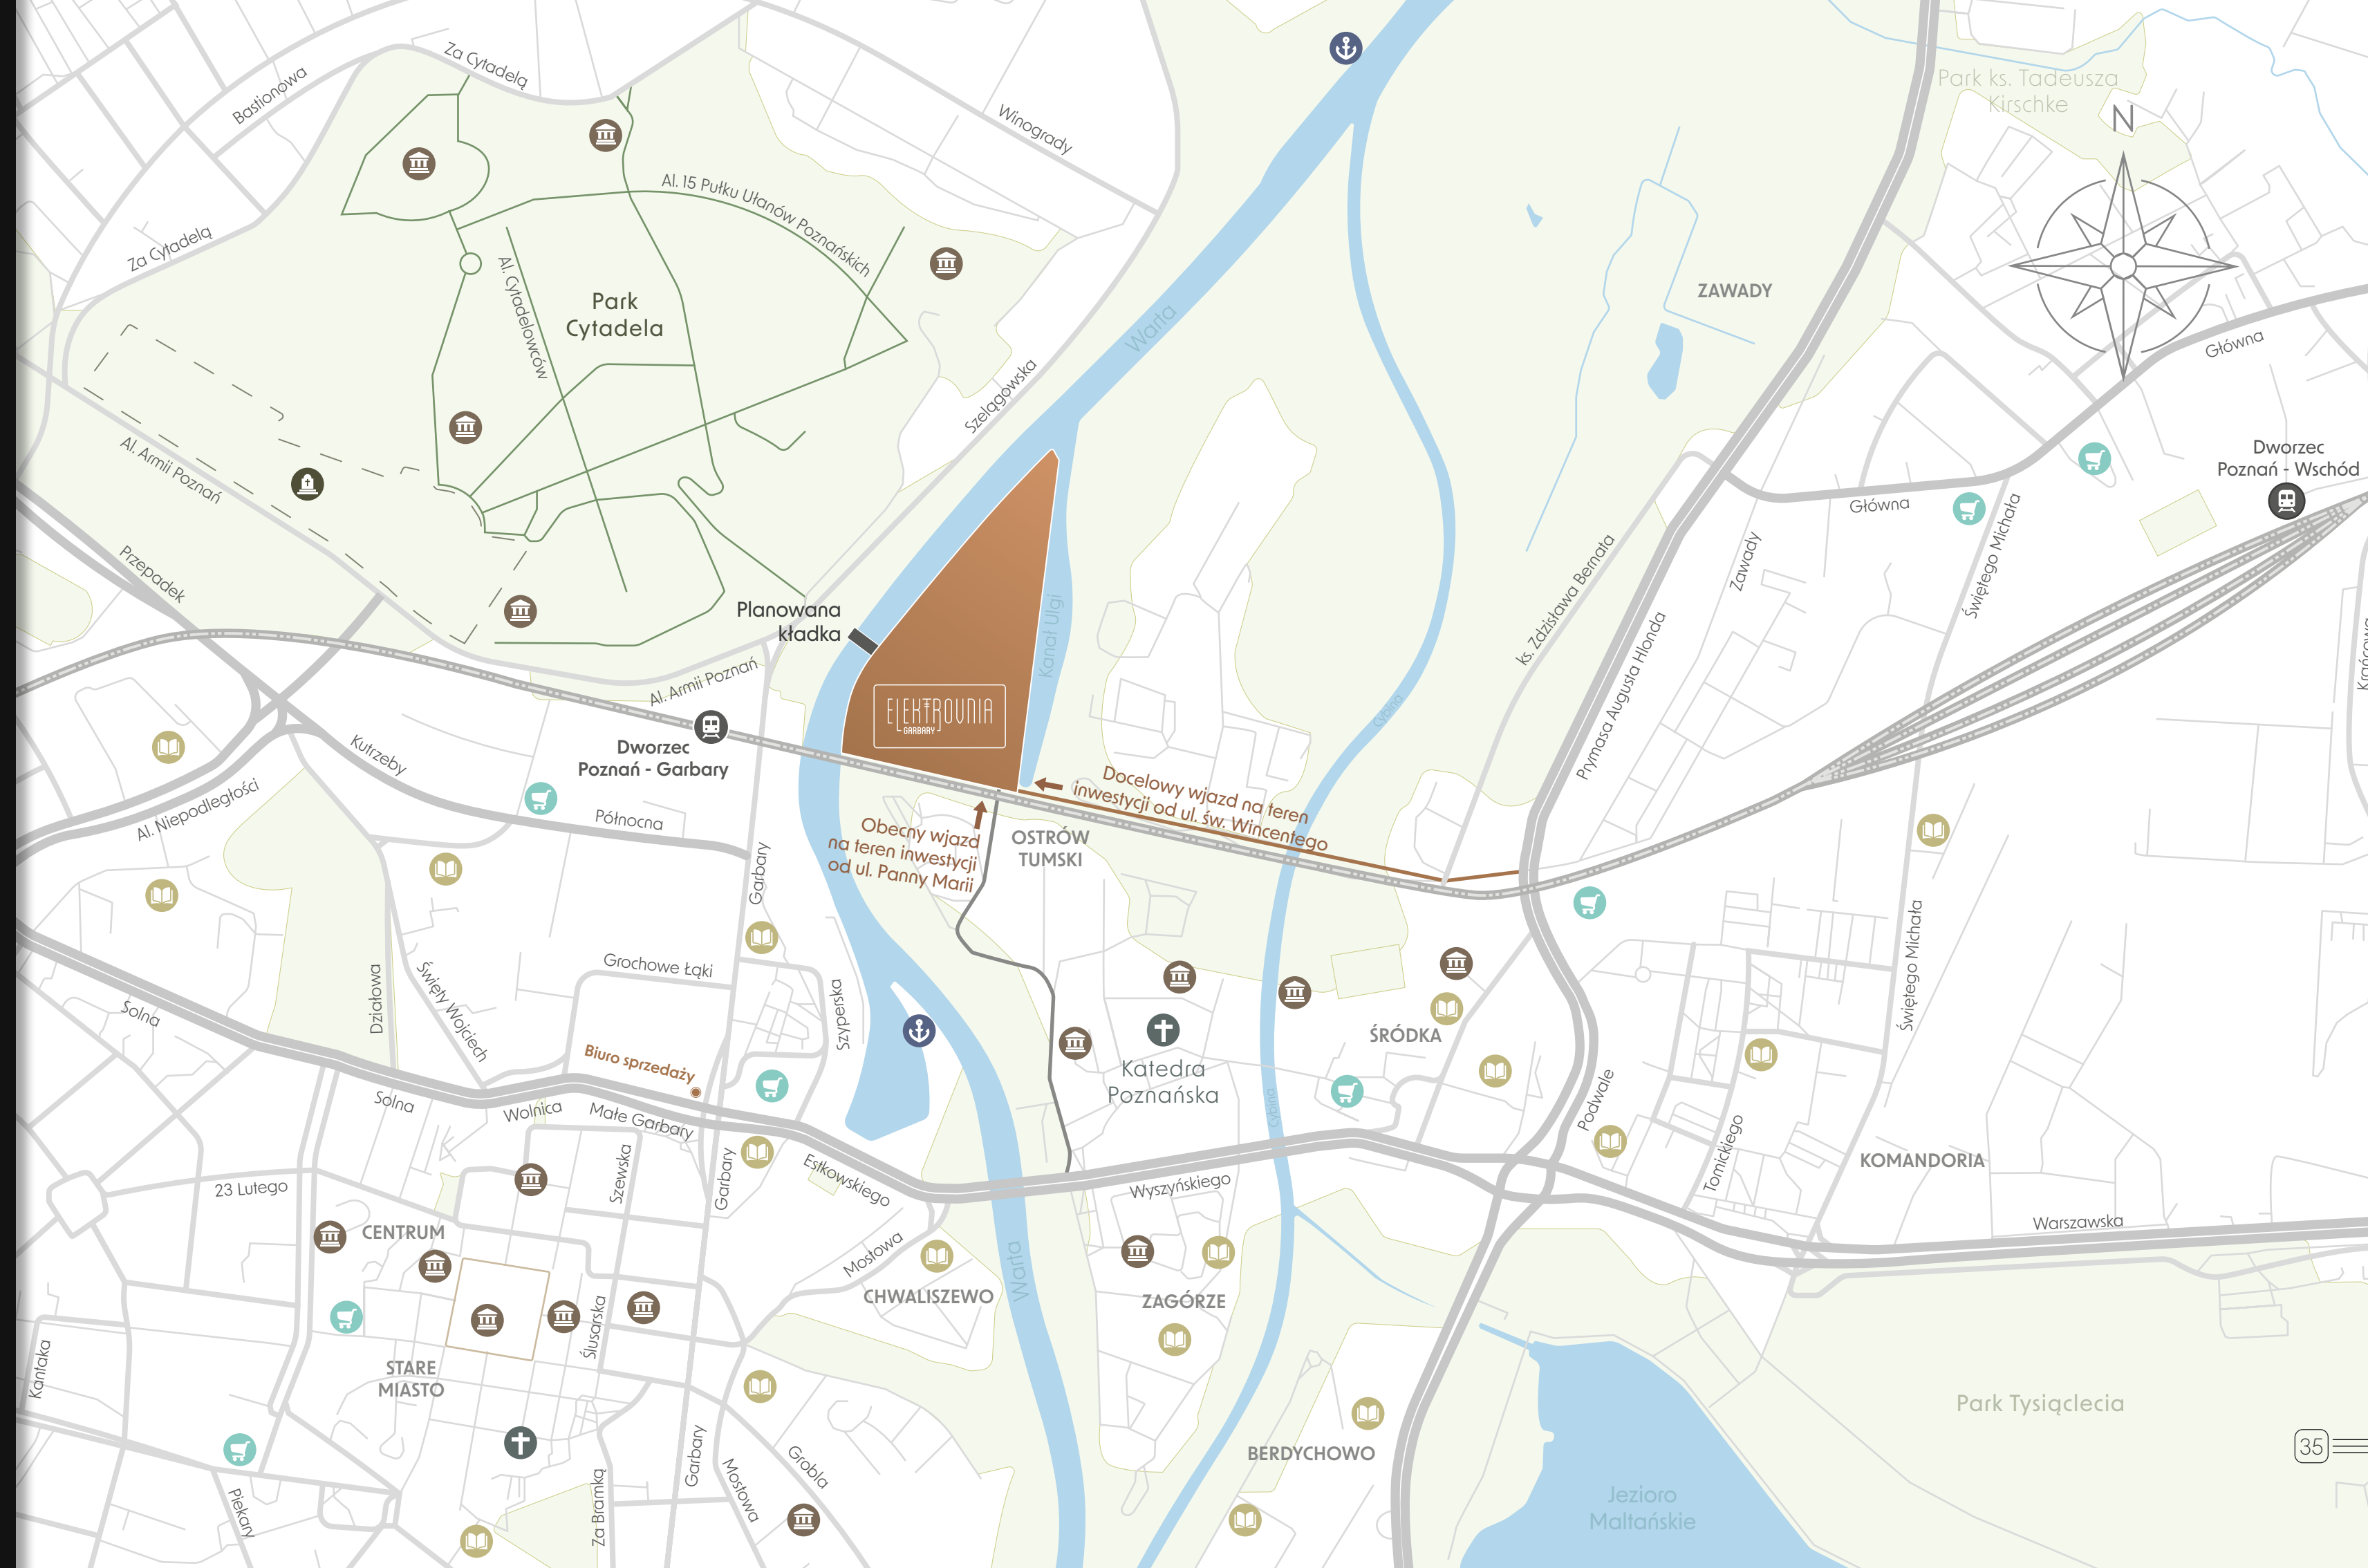 Za Cytadelą
Bastionowa
Winogrady
Park ks. Tadeusza
Kirschke
N
Al. 15 Pułku Ułanów Poznańskich
Za Cytadelą
Al. Cytadelowców
Park
Cytadela
ZAWADY
Warta
Główna
Szelągowska
Al. Armii Poznań
Dworzec
Poznań - Wschód
Główna
Świętego Michała
Zawady
ks. Zdzisława Bernata
Przepadek
Planowana
kładka
Kanał Ulgi
Prymasa Augusta Hlonda
Krańcowa
Al. Armii Poznań
ELEKTROWNIA
GARBARY
Cybina
Dworzec
Poznań - Garbary
Kutrzeby
Docelowy wjazd na teren
inwestycji od ul. św. Wincentego
Al. Niepodległości
Północna
Obecny wjazd
na teren inwestycji
od ul. Panny Marii
OSTRÓW
TUMSKI
Garbary
Grochowe Łąki
Działowa
Święty Wojciech
Szyperska
Świętego Michała
Solna
ŚRÓDKA
Biuro sprzedaży
Katedra
Poznańska
Cybina
Podwale
Solna
Wolnica
Małe Garbary
Tomickiego
KOMANDORIA
Szewska
Garbary
Estkowskiego
Wyszyńskiego
23 Lutego
Warszawska
CENTRUM
Mostowa
Warta
CHWALISZEWO
ZAGÓRZE
Ślusarska
Kantaka
STARE
MIASTO
Park Tysiąclecia
35
BERDYCHOWO
Garbary
Grobla
Mostowa
Za Bramką
Piekary
Jezioro
Maltańskie